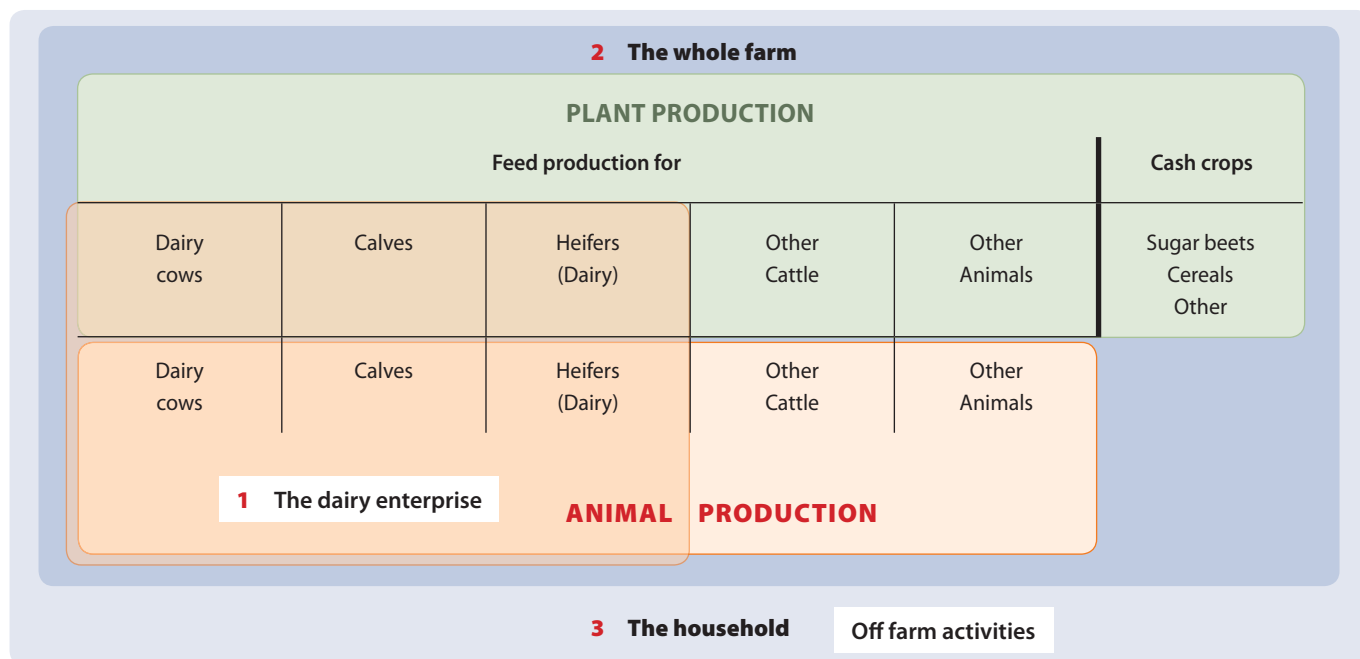 2 The whole farm
PLANT PRODUCTION
Feed production for
Cash crops
Dairy
cows
Calves
Heifers
(Dairy)
Other
Cattle
Other
Animals
Sugar beets
Cereals
Other
Dairy
cows
Calves
Heifers
(Dairy)
Other
Cattle
Other
Animals
1 The dairy enterprise
ANIMAL PRODUCTION
3 The household
Off farm activities